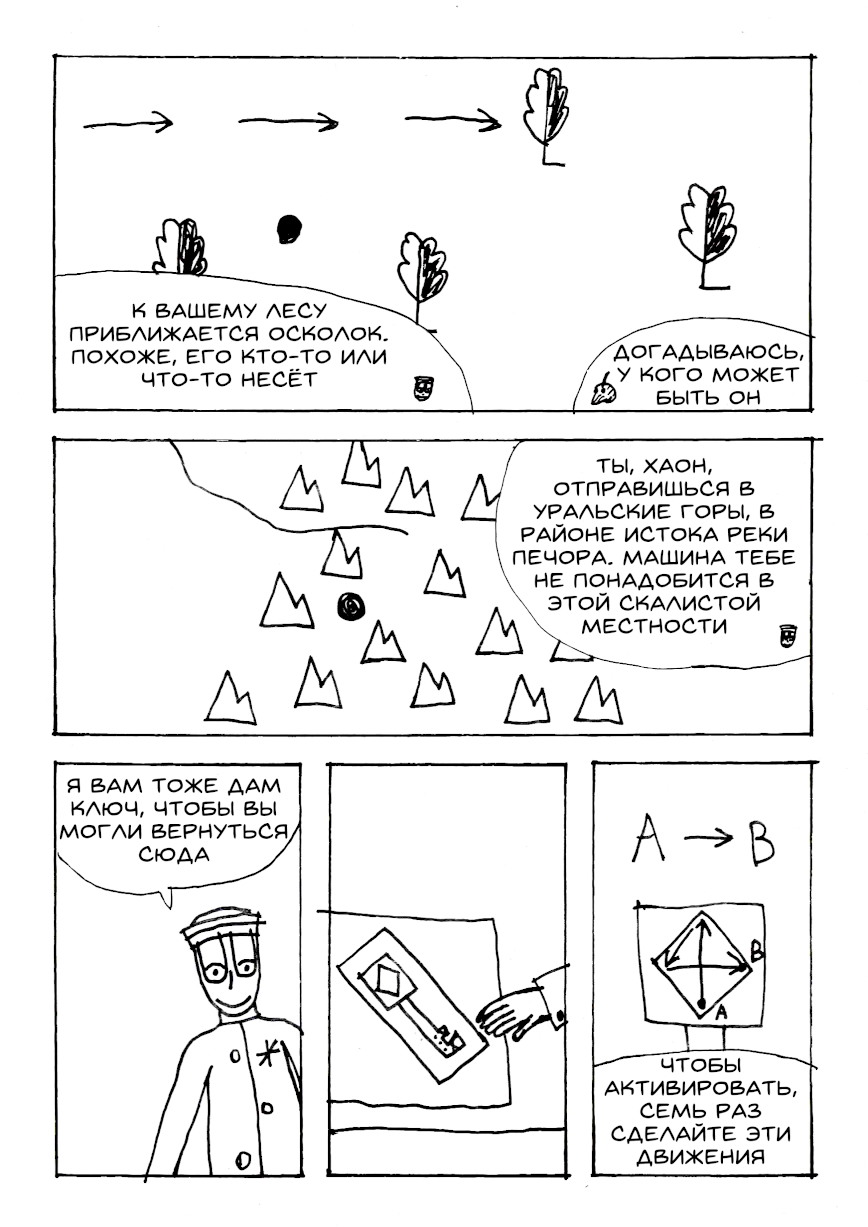 К ВАШЕМУ ЛЕСУ
ПРИБЛИЖАЕТСЯ ОСКОЛОК.
ПОХОЖЕ, ЕГО КТО-ТО ИЛИ
ЧТО-ТО НЕСЁТ
ДОГАДЫВАЮСЬ,
У КОГО МОЖЕТ
БЫТЬ ОН
ТЫ, ХАОН,
ОТПРАВИШЬСЯ В
УРАЛЬСКИЕ ГОРЫ, В
РАЙОНЕ ИСТОКА РЕКИ
ПЕЧОРА. МАШИНА ТЕБЕ
НЕ ПОНАДОБИТСЯ В
ЭТОЙ СКАЛИСТОЙ
МЕСТНОСТИ
Я ВАМ ТОЖЕ ДАМ
КЛЮЧ, ЧТОБЫ ВЫ
МОГЛИ ВЕРНУТЬСЯ
СЮДА
A → B
B
A
ЧТОБЫ
АКТИВИРОВАТЬ,
СЕМЬ РАЗ
СДЕЛАЙТЕ ЭТИ
ДВИЖЕНИЯ